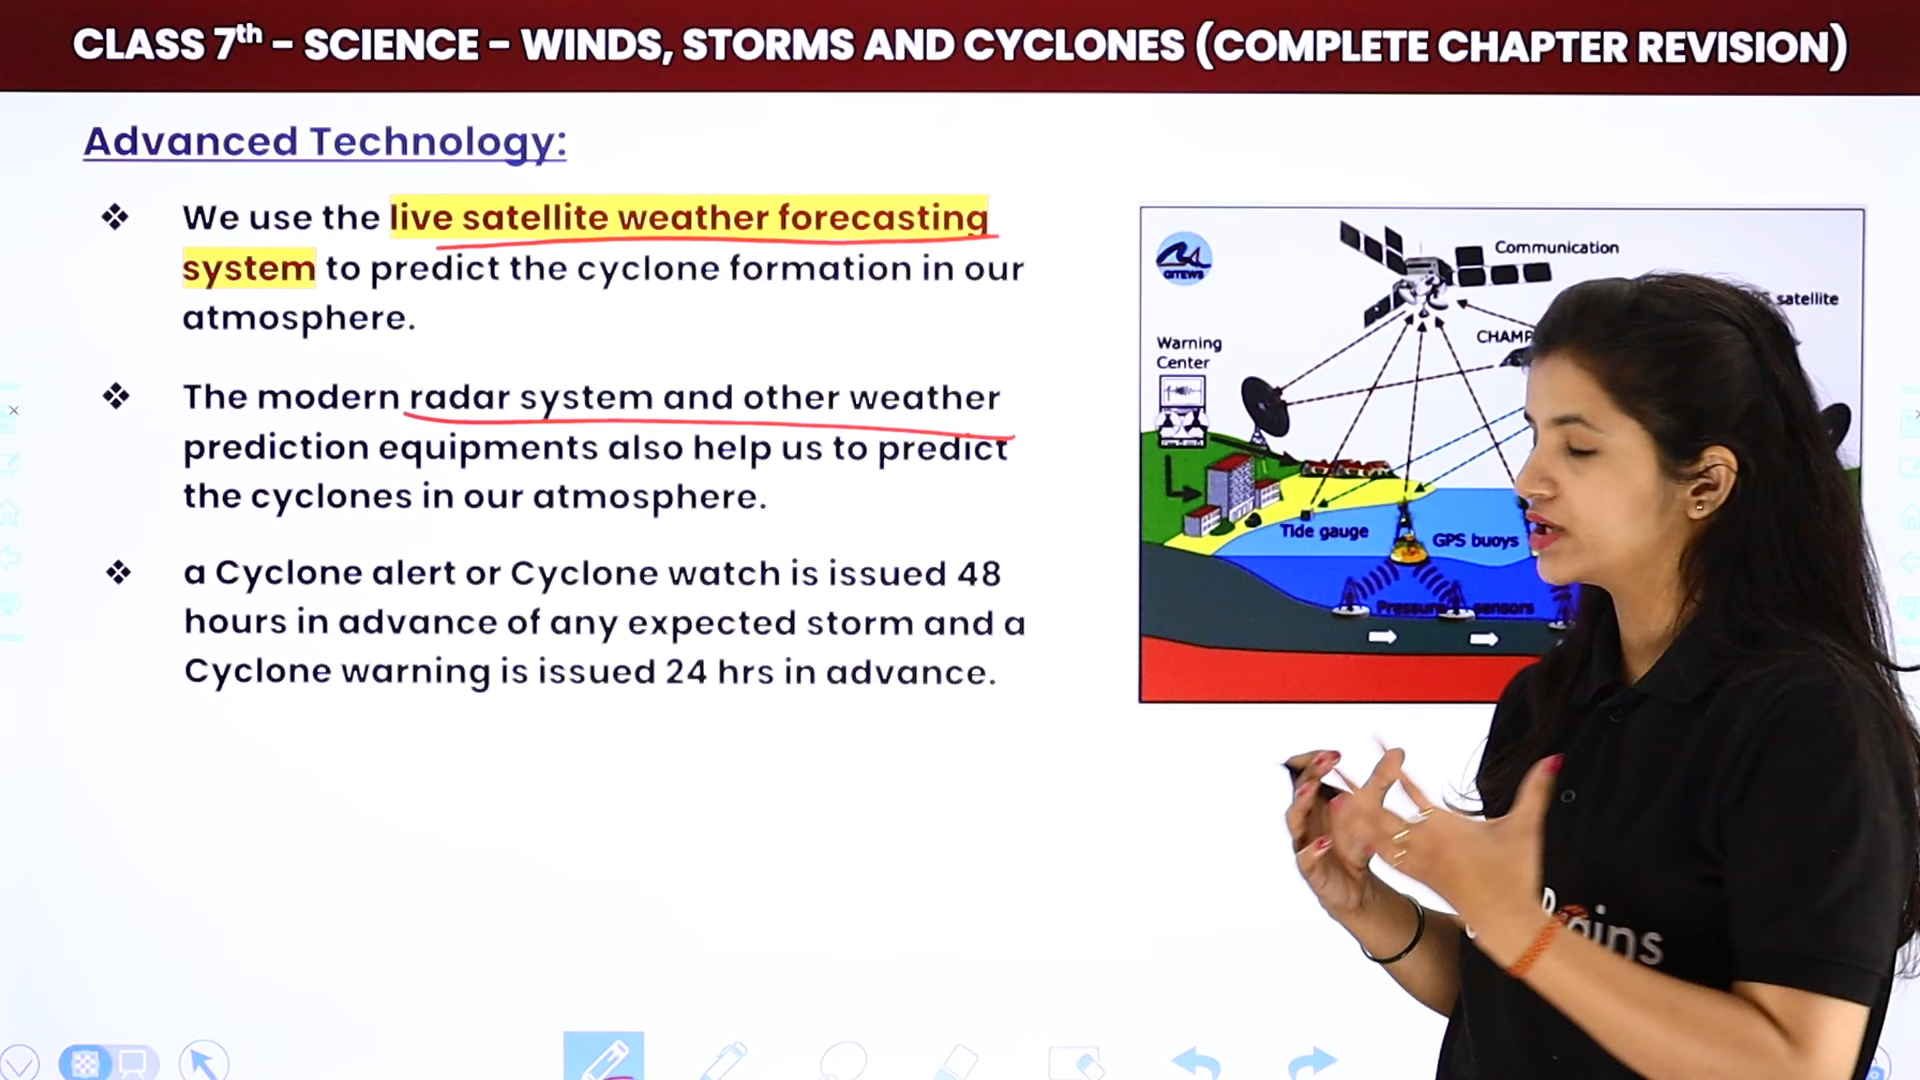 CLASS 7th – SCIENCE – WINDS, STORMS AND CYCLONES (COMPLETE CHAPTER REVISION)
Advanced Technology:
We use the live satellite weather forecasting
system to predict the cyclone formation in our
atmosphere.
The modern radar system and other weather
prediction equipments also help us to predict
the cyclones in our atmosphere.
a Cyclone alert or Cyclone watch is issued 48
hours in advance of any expected storm and a
Cyclone warning is issued 24 hrs in advance.
Communication
GITEWS
satellite
CHAMP
Warning
Center
Tide gauge
GPS buoys
Pressure sensors